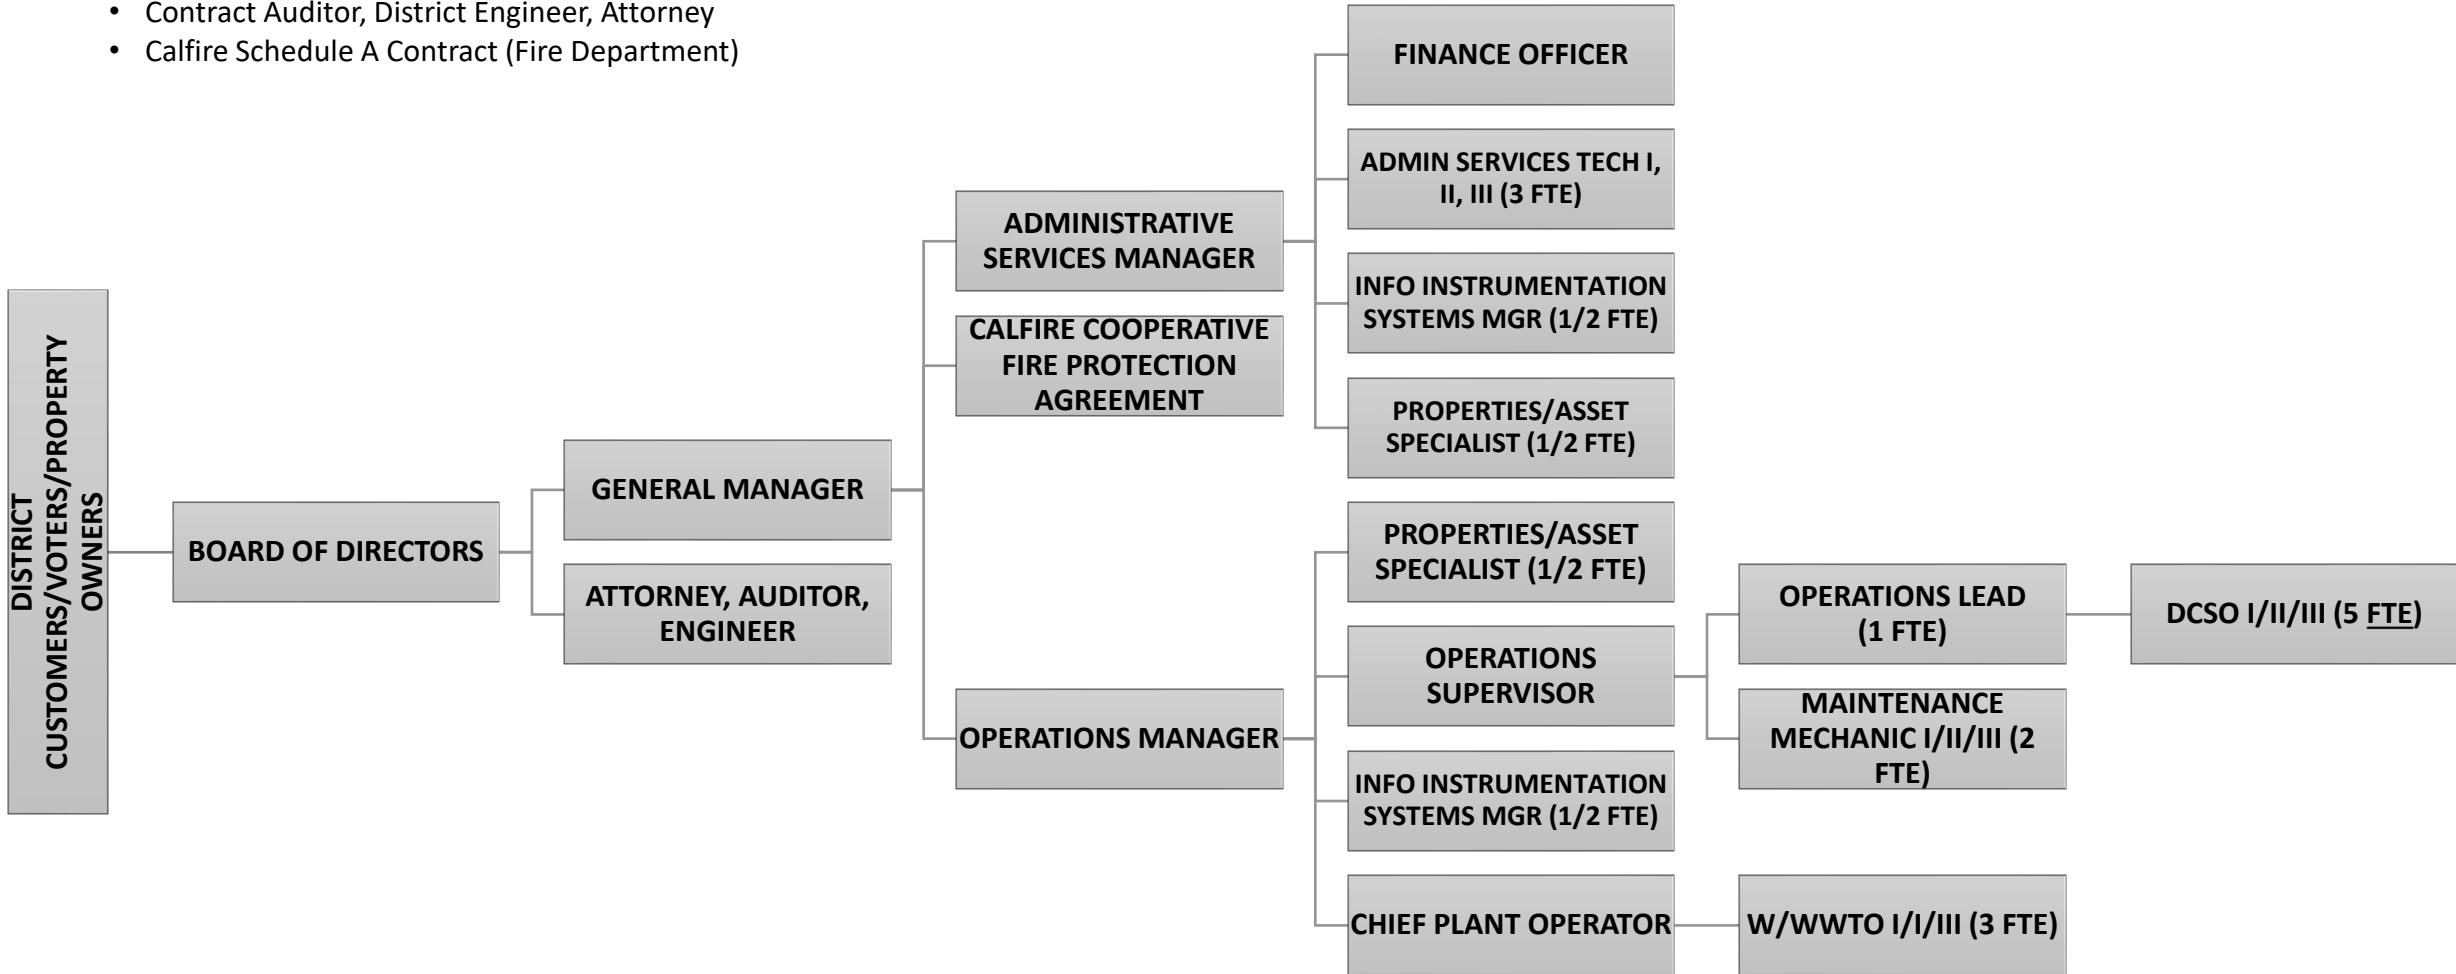 • Contract Auditor, District Engineer, Attorney
• Calfire Schedule A Contract (Fire Department)
DISTRICT
CUSTOMERS/VOTERS/PROPERTY
OWNERS
BOARD OF DIRECTORS
GENERAL MANAGER
ATTORNEY, AUDITOR,
ENGINEER
ADMINISTRATIVE
SERVICES MANAGER
CALFIRE COOPERATIVE
FIRE PROTECTION
AGREEMENT
OPERATIONS MANAGER
FINANCE OFFICER
ADMIN SERVICES TECH I,
II, III (3 FTE)
INFO INSTRUMENTATION
SYSTEMS MGR (1/2 FTE)
PROPERTIES/ASSET
SPECIALIST (1/2 FTE)
PROPERTIES/ASSET
SPECIALIST (1/2 FTE)
OPERATIONS
SUPERVISOR
INFO INSTRUMENTATION
SYSTEMS MGR (1/2 FTE)
CHIEF PLANT OPERATOR
OPERATIONS LEAD
(1 FTE)
MAINTENANCE
MECHANIC I/II/III (2
FTE)
W/WWTO I/I/III (3 FTE)
DCSO I/II/III (5 FTE)